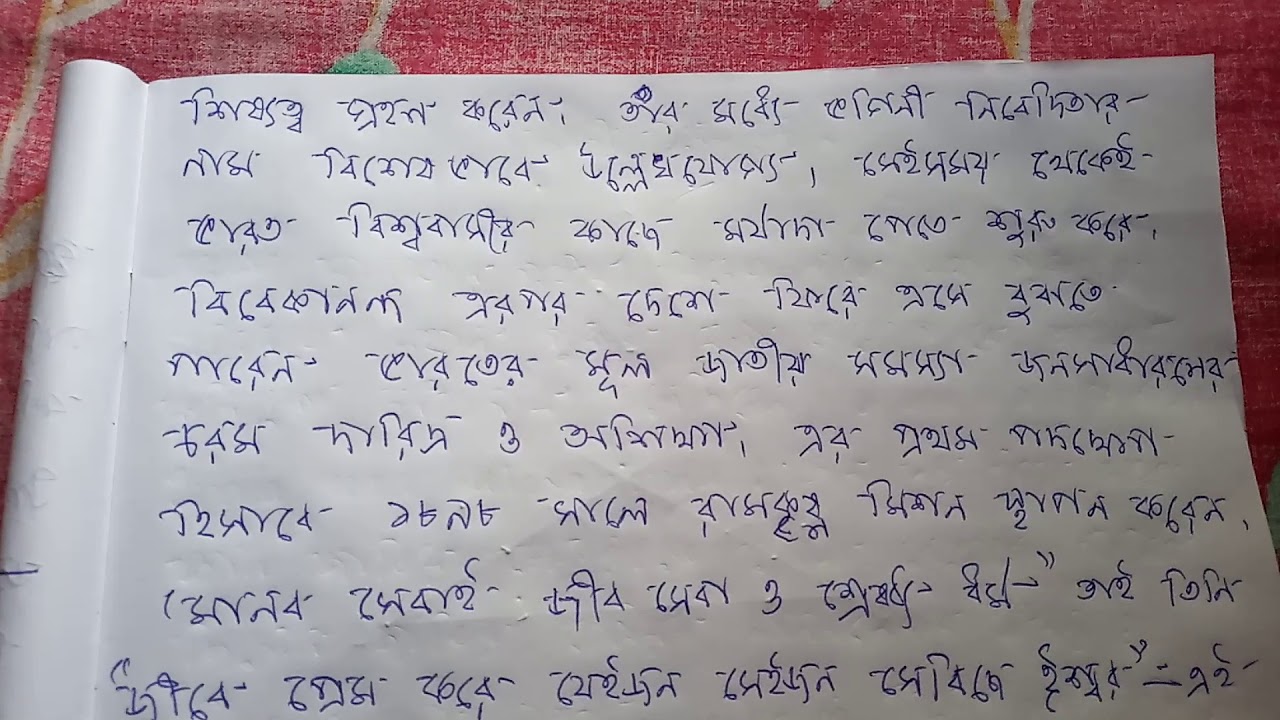 শিষ্যত্ব গ্রহণ করেন। তাঁর মধ্যে ভগিনী নিবেদিতার
নাম বিশেষভাবে উল্লেখযোগ্য। সেইসময় থেকেই
ভারত বিশ্ববাসীর কাছে মর্যাদা পেতে শুরু করে।
বিবেকানন্দ এরপর দেশে ফিরে এসে বুঝতে
পারেন ভারতের মূল জাতীয় সমস্যা জনসাধারণের
চরম দারিদ্র ও অশিক্ষা। এর প্রথম পদক্ষেপ
হিসাবে ১৮৯৮ সালে রামকৃষ্ণ মিশন স্থাপন করেন।
মানব সেবাই জীব সেবা ও ধর্ম" তাই তিনি
"জীবে প্রেম করে যেইজন সেইজন সেবিছে ঈশ্বর" — এই